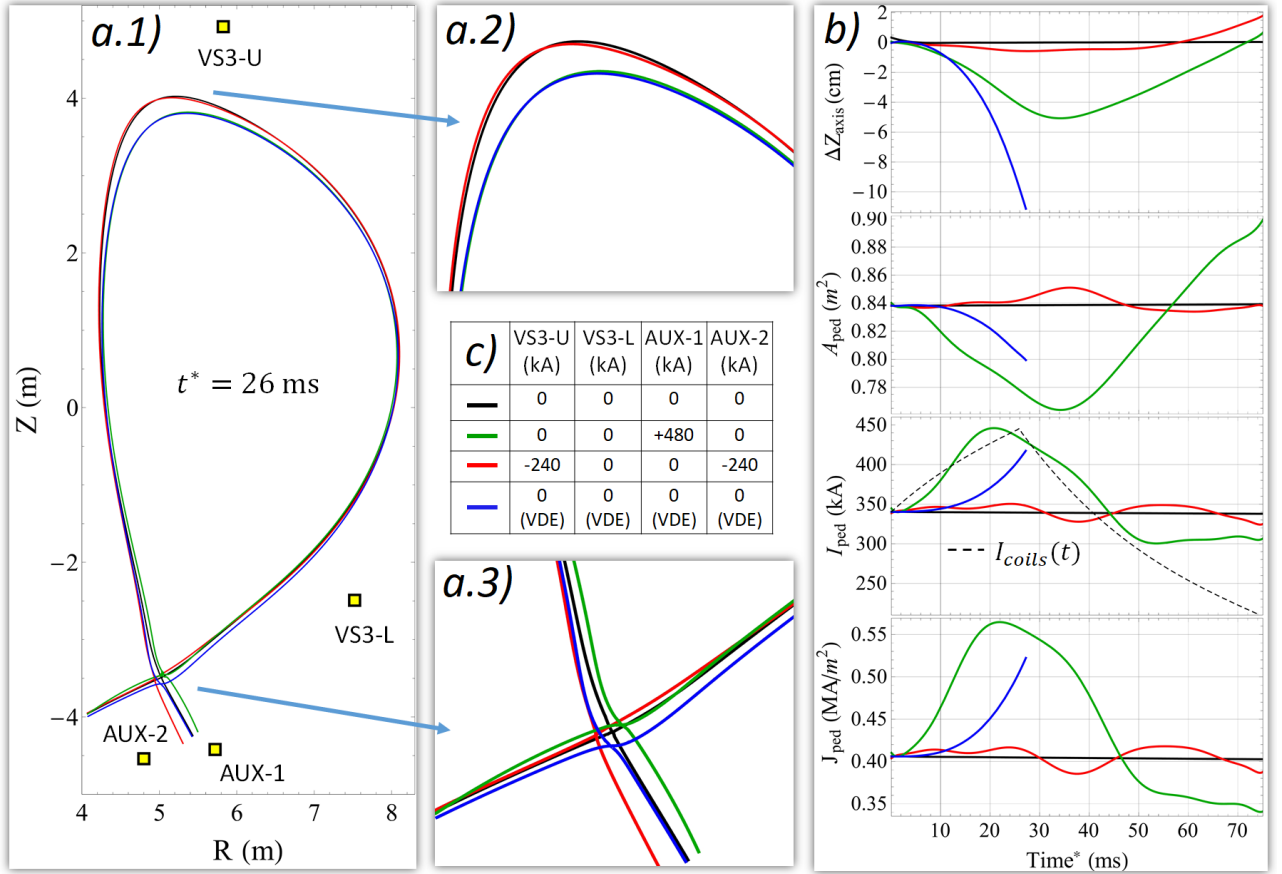 a.1)
VS3-U
4
2
0
−2
−4
Z (m)
t* = 26 ms
VS3-L
AUX-2
AUX-1
4 5 6 7 8
R (m)
a.2)
c) VS3-U (kA) VS3-L (kA) AUX-1 (kA) AUX-2 (kA)
0 0 0 0
0 0 +480 0
-240 0 0 -240
0 0 0 0
(VDE) (VDE) (VDE) (VDE)
a.3)
b)
2
0
−2
−4
−6
−8
−10
ΔZaxis (cm)
0.90
0.88
0.86
0.84
0.82
0.80
0.78
Aped (m²)
450
400
350
300
250
Iped (kA)
Icoils(t)
0.55
0.50
0.45
0.40
0.35
Jped (MA/m²)
10 20 30 40 50 60 70
Time* (ms)